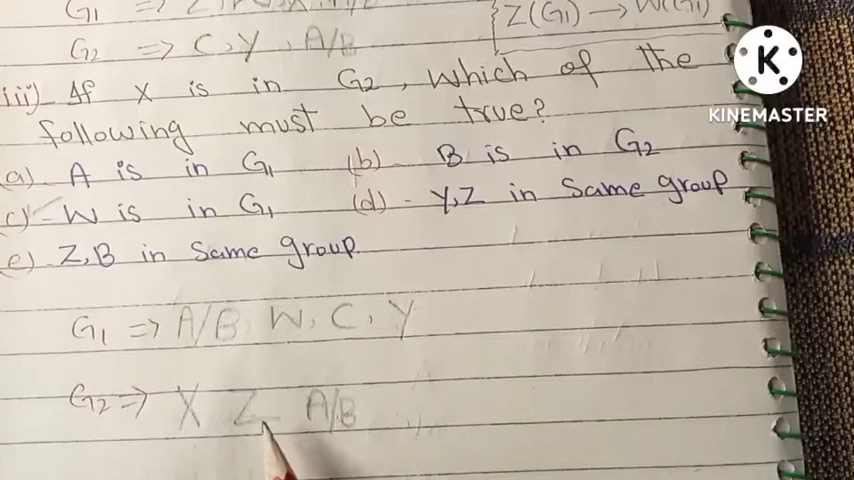 G1 =>
Z(G1) → W(G1)
G2 => C, Y, A/B
iii) If X is in G2, which of the
following must be true?
(a) A is in G1 (b) - B is in G2
(c) - W is in G1 (d) - Y,Z in same group
(e) Z,B in same group.
G1 => A/B, W, C, Y
G2 => X Z A/B
K
KINEMASTER